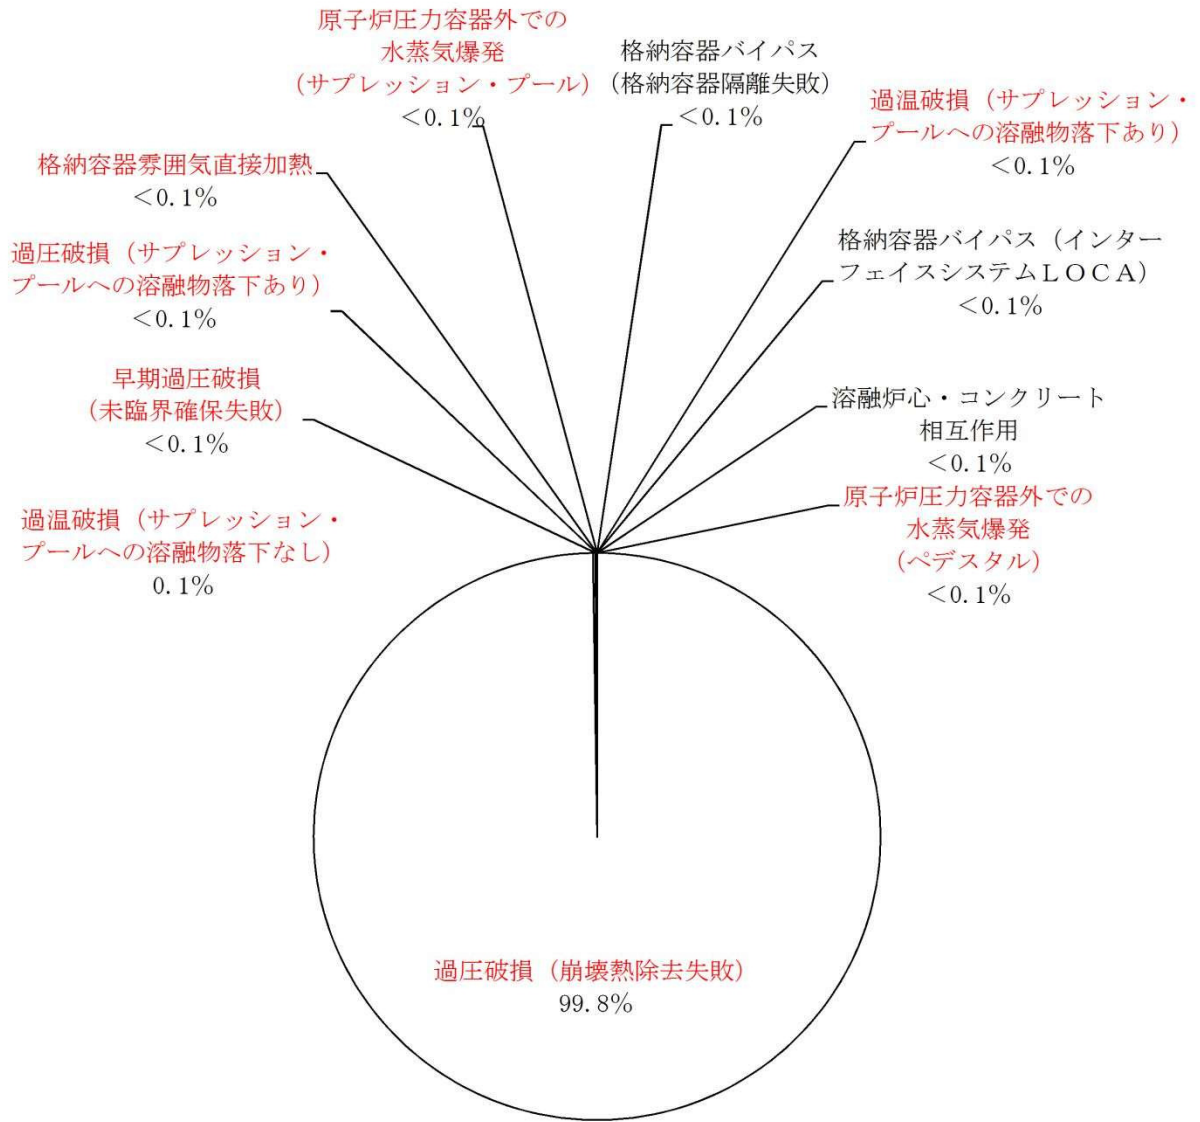 原子炉圧力容器外での
水蒸気爆発
（サプレッション・プール）
＜0.1%
格納容器バイパス
（格納容器隔離失敗）
＜0.1%
過温破損（サプレッション・
プールへの溶融物落下あり）
＜0.1%
格納容器雰囲気直接加熱
＜0.1%
過圧破損（サプレッション・
プールへの溶融物落下あり）
＜0.1%
格納容器バイパス（インター
フェイスシステムＬＯＣＡ）
＜0.1%
早期過圧破損
（未臨界確保失敗）
＜0.1%
溶融炉心・コンクリート
相互作用
＜0.1%
過温破損（サプレッション・
プールへの溶融物落下なし）
0.1%
原子炉圧力容器外での
水蒸気爆発
（ペデスタル）
＜0.1%
過圧破損（崩壊熱除去失敗）
99.8%